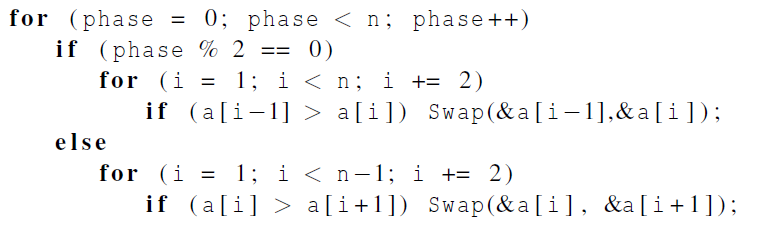 for (phase = 0; phase < n; phase++)
if (phase % 2 == 0)
for (i = 1; i < n; i += 2)
if (a[i-1] > a[i]) Swap(&a[i-1],&a[i]);
else
for (i = 1; i < n-1; i += 2)
if (a[i] > a[i+1]) Swap(&a[i], &a[i+1]);